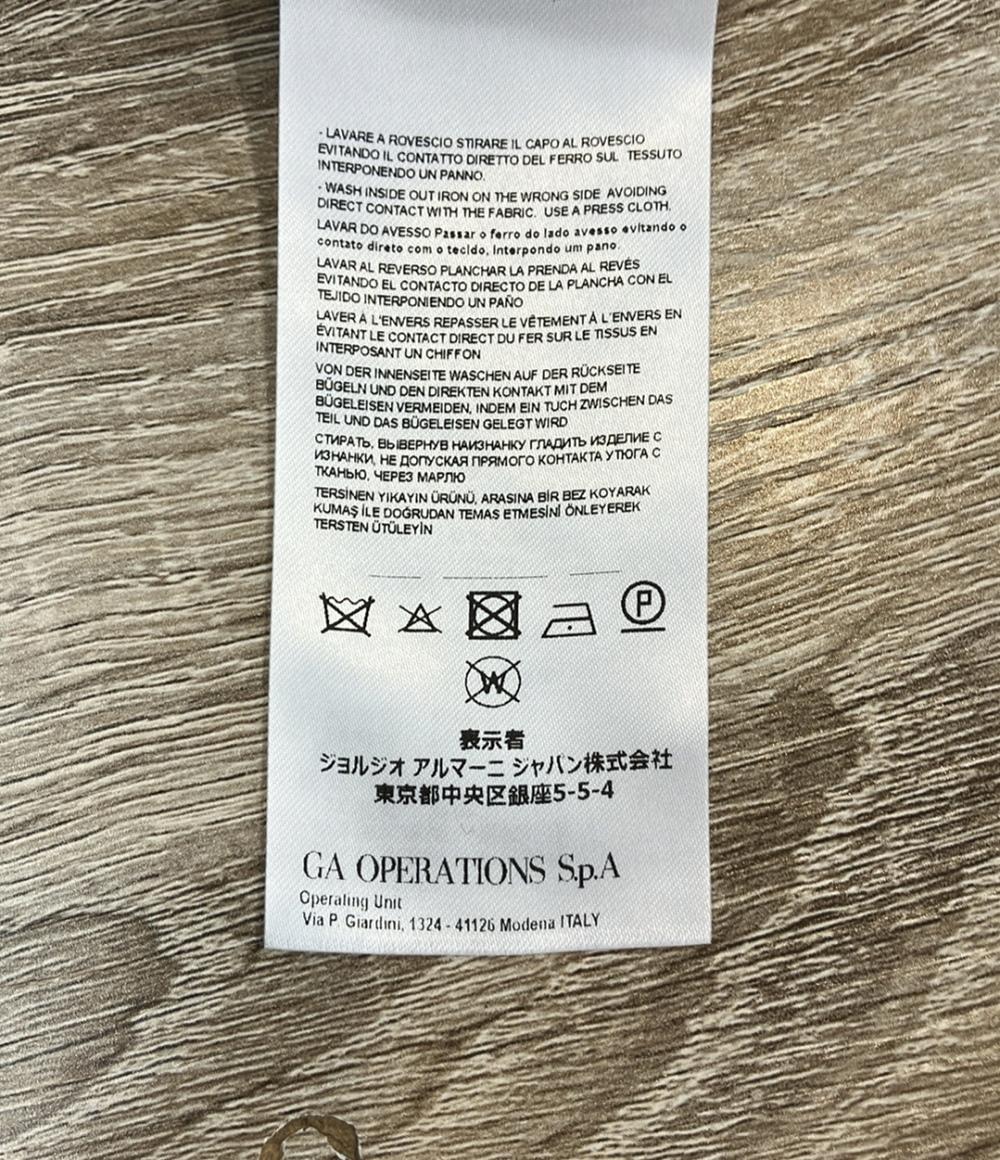 - LAVARE A ROVESCIO STIRARE IL CAPO AL ROVESCIO
EVITANDO IL CONTATTO DIRETTO DEL FERRO SUL TESSUTO
INTERPONENDO UN PANNO.
- WASH INSIDE OUT IRON ON THE WRONG SIDE AVOIDING
DIRECT CONTACT WITH THE FABRIC. USE A PRESS CLOTH.
LAVAR DO AVESSO Passar o ferro do lado avesso evitando o
contato direto com o tecido, Interpondo um pano.
LAVAR AL REVERSO PLANCHAR LA PRENDA AL REVÉS
EVITANDO EL CONTACTO DIRECTO DE LA PLANCHA CON EL
TEJIDO INTERPONIENDO UN PAÑO
LAVER À L'ENVERS REPASSER LE VÊTEMENT À L'ENVERS EN
ÉVITANT LE CONTACT DIRECT DU FER SUR LE TISSUS EN
INTERPOSANT UN CHIFFON
VON DER INNENSEITE WASCHEN AUF DER RÜCKSEITE
BÜGELN UND DEN DIREKTEN KONTAKT MIT DEM
BÜGELEISEN VERMEIDEN, INDEM EIN TUCH ZWISCHEN DAS
TEIL UND DAS BÜGELEISEN GELEGT WIRD
СТИРАТЬ, ВЫВЕРНУВ НАИЗНАНКУ ГЛАДИТЬ ИЗДЕЛИЕ С
ИЗНАНКИ, НЕ ДОПУСКАЯ ПРЯМОГО КОНТАКТА УТЮГА С
ТКАНЬЮ, ЧЕРЕЗ МАРЛЮ
TERSİNEN YIKAYIN ÜRÜNÜ, ARASINA BİR BEZ KOYARAK
KUMAŞ İLE DOĞRUDAN TEMAS ETMESİNİ ÖNLEYEREK
TERSTEN ÜTÜLEYİN
P
W
表示者
ジョルジオ アルマーニ ジャパン株式会社
東京都中央区銀座5-5-4
GA OPERATIONS S.p.A
Operating Unit
Via P. Giardini, 1324 - 41126 Modena ITALY